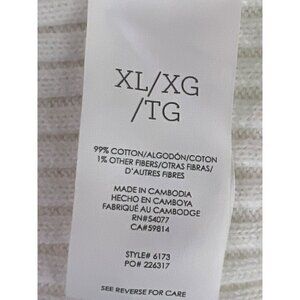 XL/XG
/TG
99% COTTON/ALGODÓN/COTON
1% OTHER FIBERS/OTRAS FIBRAS/
D'AUTRES FIBRES
MADE IN CAMBODIA
HECHO EN CAMBOYA
FABRIQUÉ AU CAMBODGE
RN#54077
CA#59814
STYLE# 6173
PO# 226317
SEE REVERSE FOR CARE